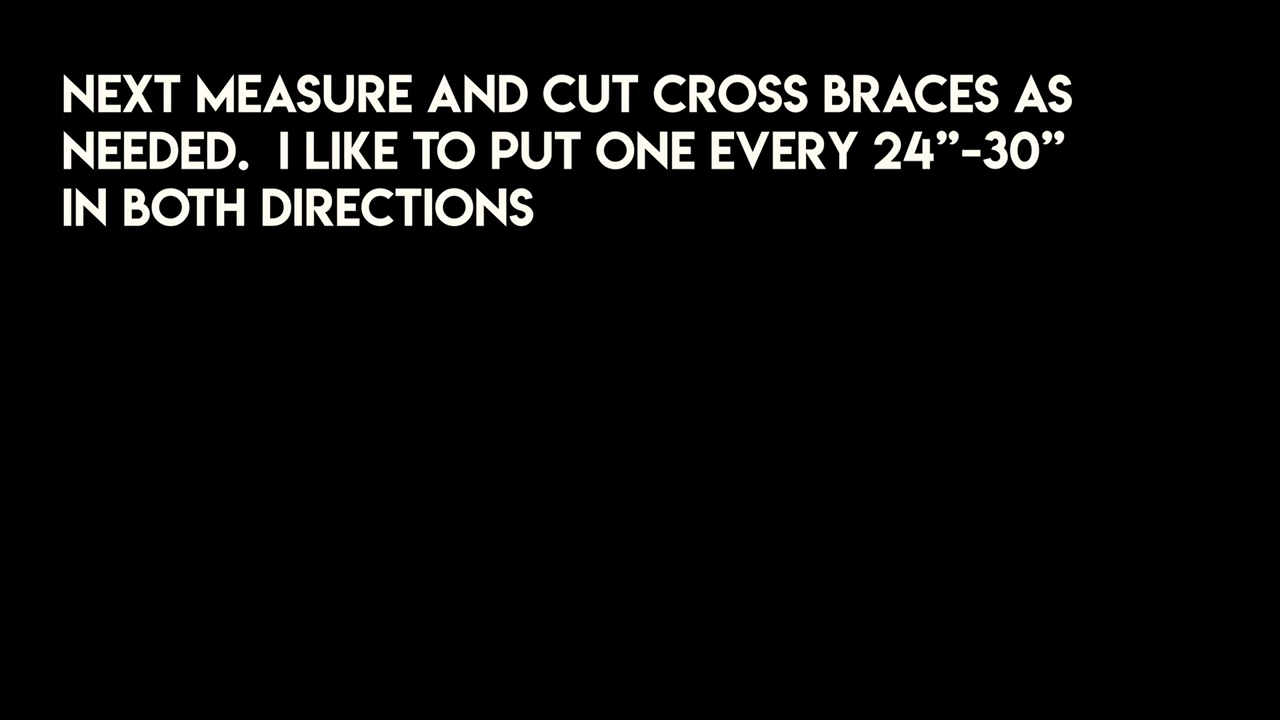 NEXT MEASURE AND CUT CROSS BRACES AS
NEEDED.  I LIKE TO PUT ONE EVERY 24”-30”
IN BOTH DIRECTIONS